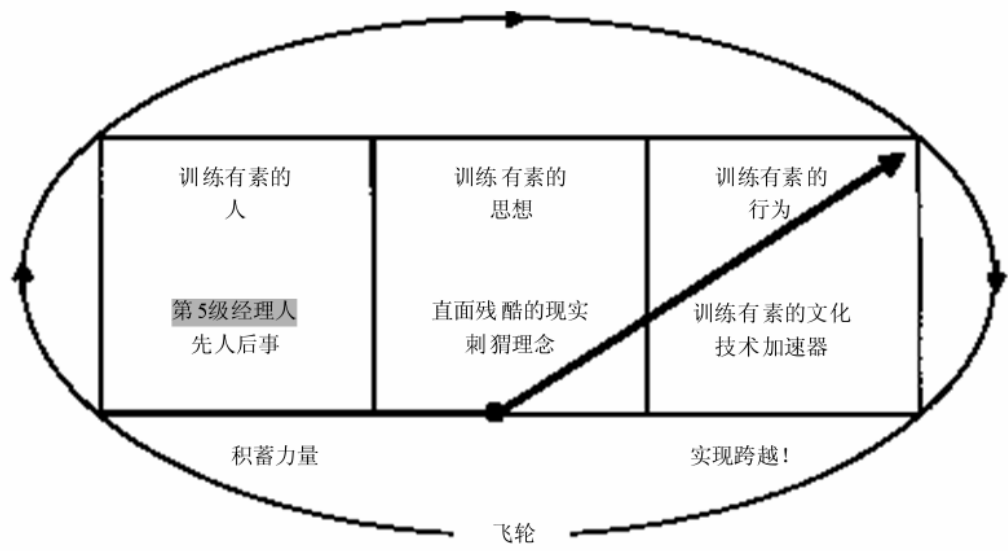 训练有素的
人
训练有素的
思想
训练有素的
行为
第5级经理人
先人后事
直面残酷的现实
刺猬理念
训练有素的文化
技术加速器
积蓄力量
实现跨越！
飞轮